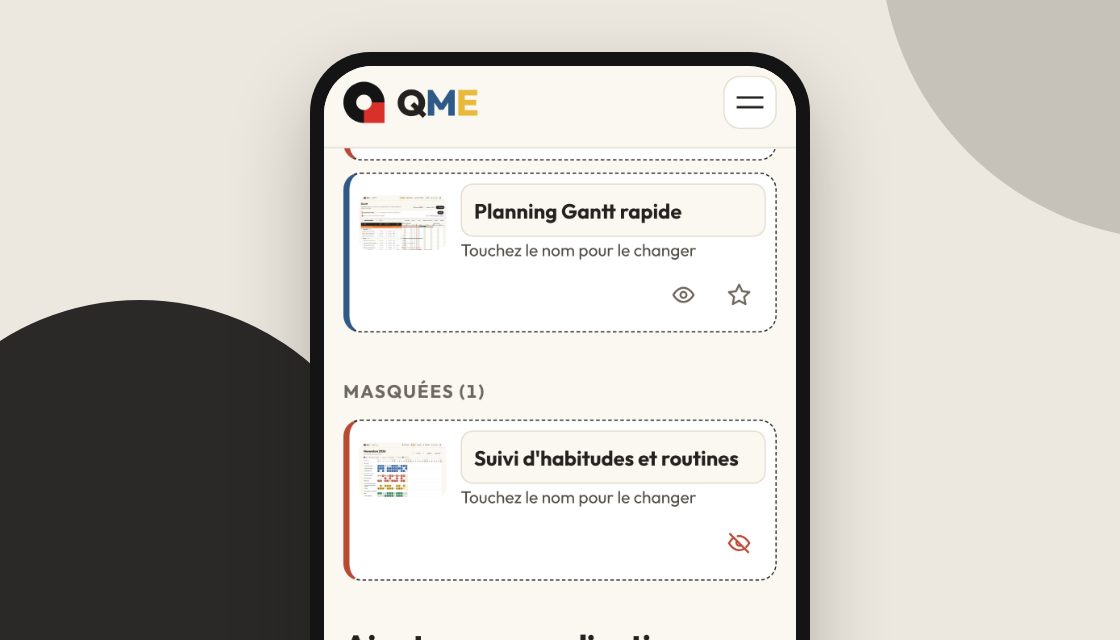 QME
Planning Gantt rapide
Touchez le nom pour le changer
MASQUÉES (1)
Suivi d'habitudes et routines
Touchez le nom pour le changer